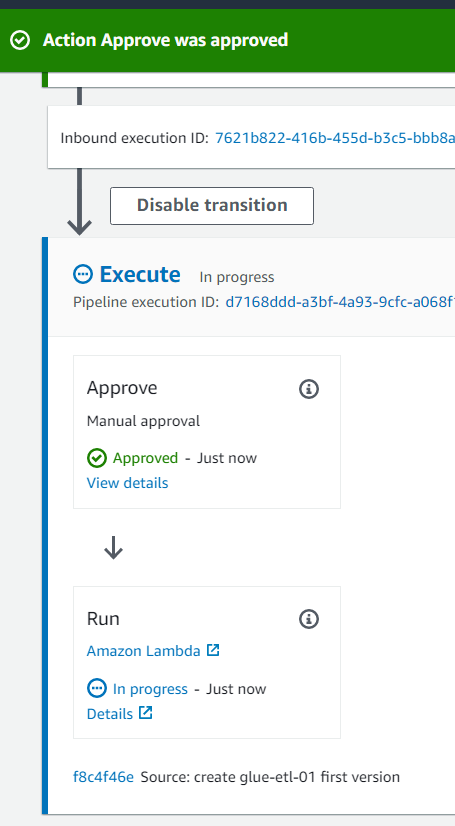 Action Approve was approved
Inbound execution ID: 7621b822-416b-455d-b3c5-bbb8a
Disable transition
Execute In progress
Pipeline execution ID: d7168ddd-a3bf-4a93-9cfc-a068f
Approve
Manual approval
Approved - Just now
View details
Run
Amazon Lambda
In progress - Just now
Details
f8c4f46e Source: create glue-etl-01 first version